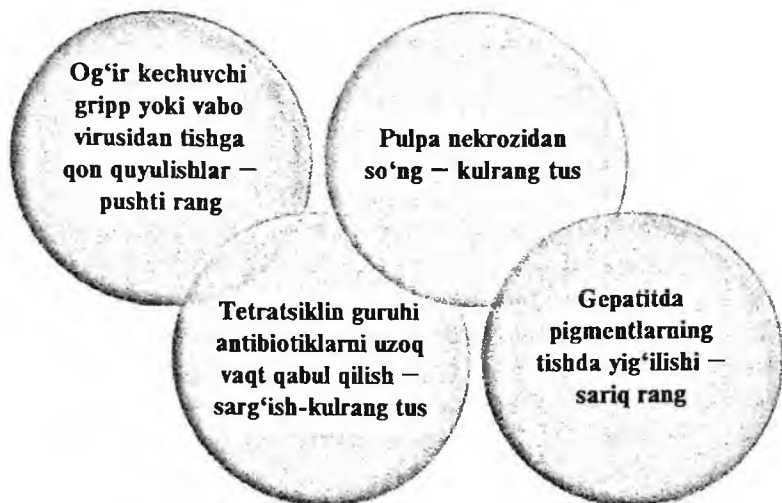 Og‘ir kechuvchi
gripp yoki vabo
virusidan tishga
qon quyulishlar —
pushti rang
Pulpa nekrozidan
so‘ng — kulrang tus
Tetratsiklin guruhi
antibiotiklarni uzoq
vaqt qabul qilish —
sarg‘ish-kulrang tus
Gepatitda
pigmentlarning
tishda yig‘ilishi —
sariq rang